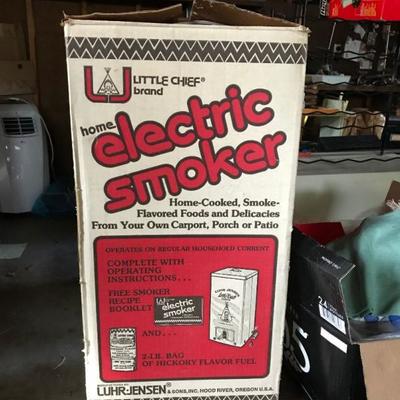 LITTLE CHIEF®
brand
home
electric
smoker
Home-Cooked, Smoke-
Flavored Foods and Delicacies
From Your Own Carport, Porch or Patio
OPERATES ON REGULAR HOUSEHOLD CURRENT
COMPLETE WITH
OPERATING
INSTRUCTIONS...
FREE SMOKER
RECIPE
BOOKLET
electric
smoker
AND...
2-LB. BAG
OF HICKORY FLAVOR FUEL
LUHR-JENSEN® & SONS, INC. HOOD RIVER, OREGON U.S.A.
24